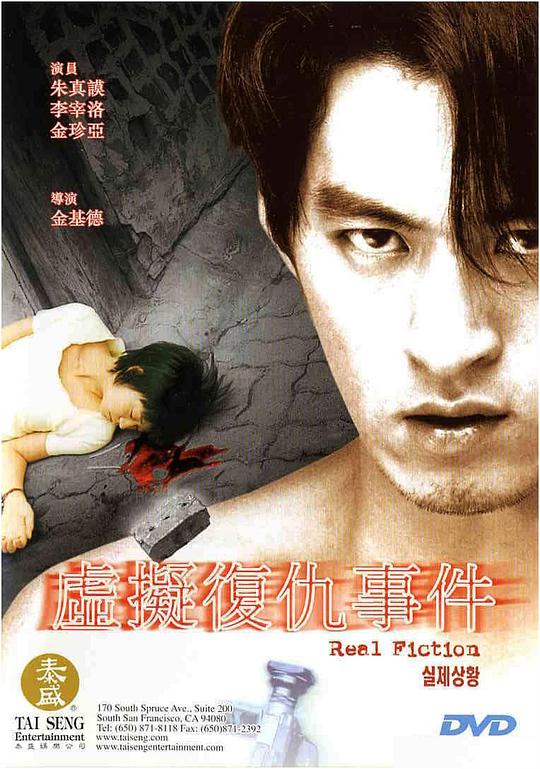 演員
朱真謨
李宰洛
金珍亞
導演
金基德
虛擬復仇事件
Real Fiction
실제상황
泰盛
®
TAI SENG
Entertainment
泰盛娛樂公司
170 South Spruce Ave., Suite 200
South San Francisco, CA 94080
Tel: (650) 871-8118 Fax: (650)871-2392
www.taiseng.com
www.taisengentertainment.com
DVD